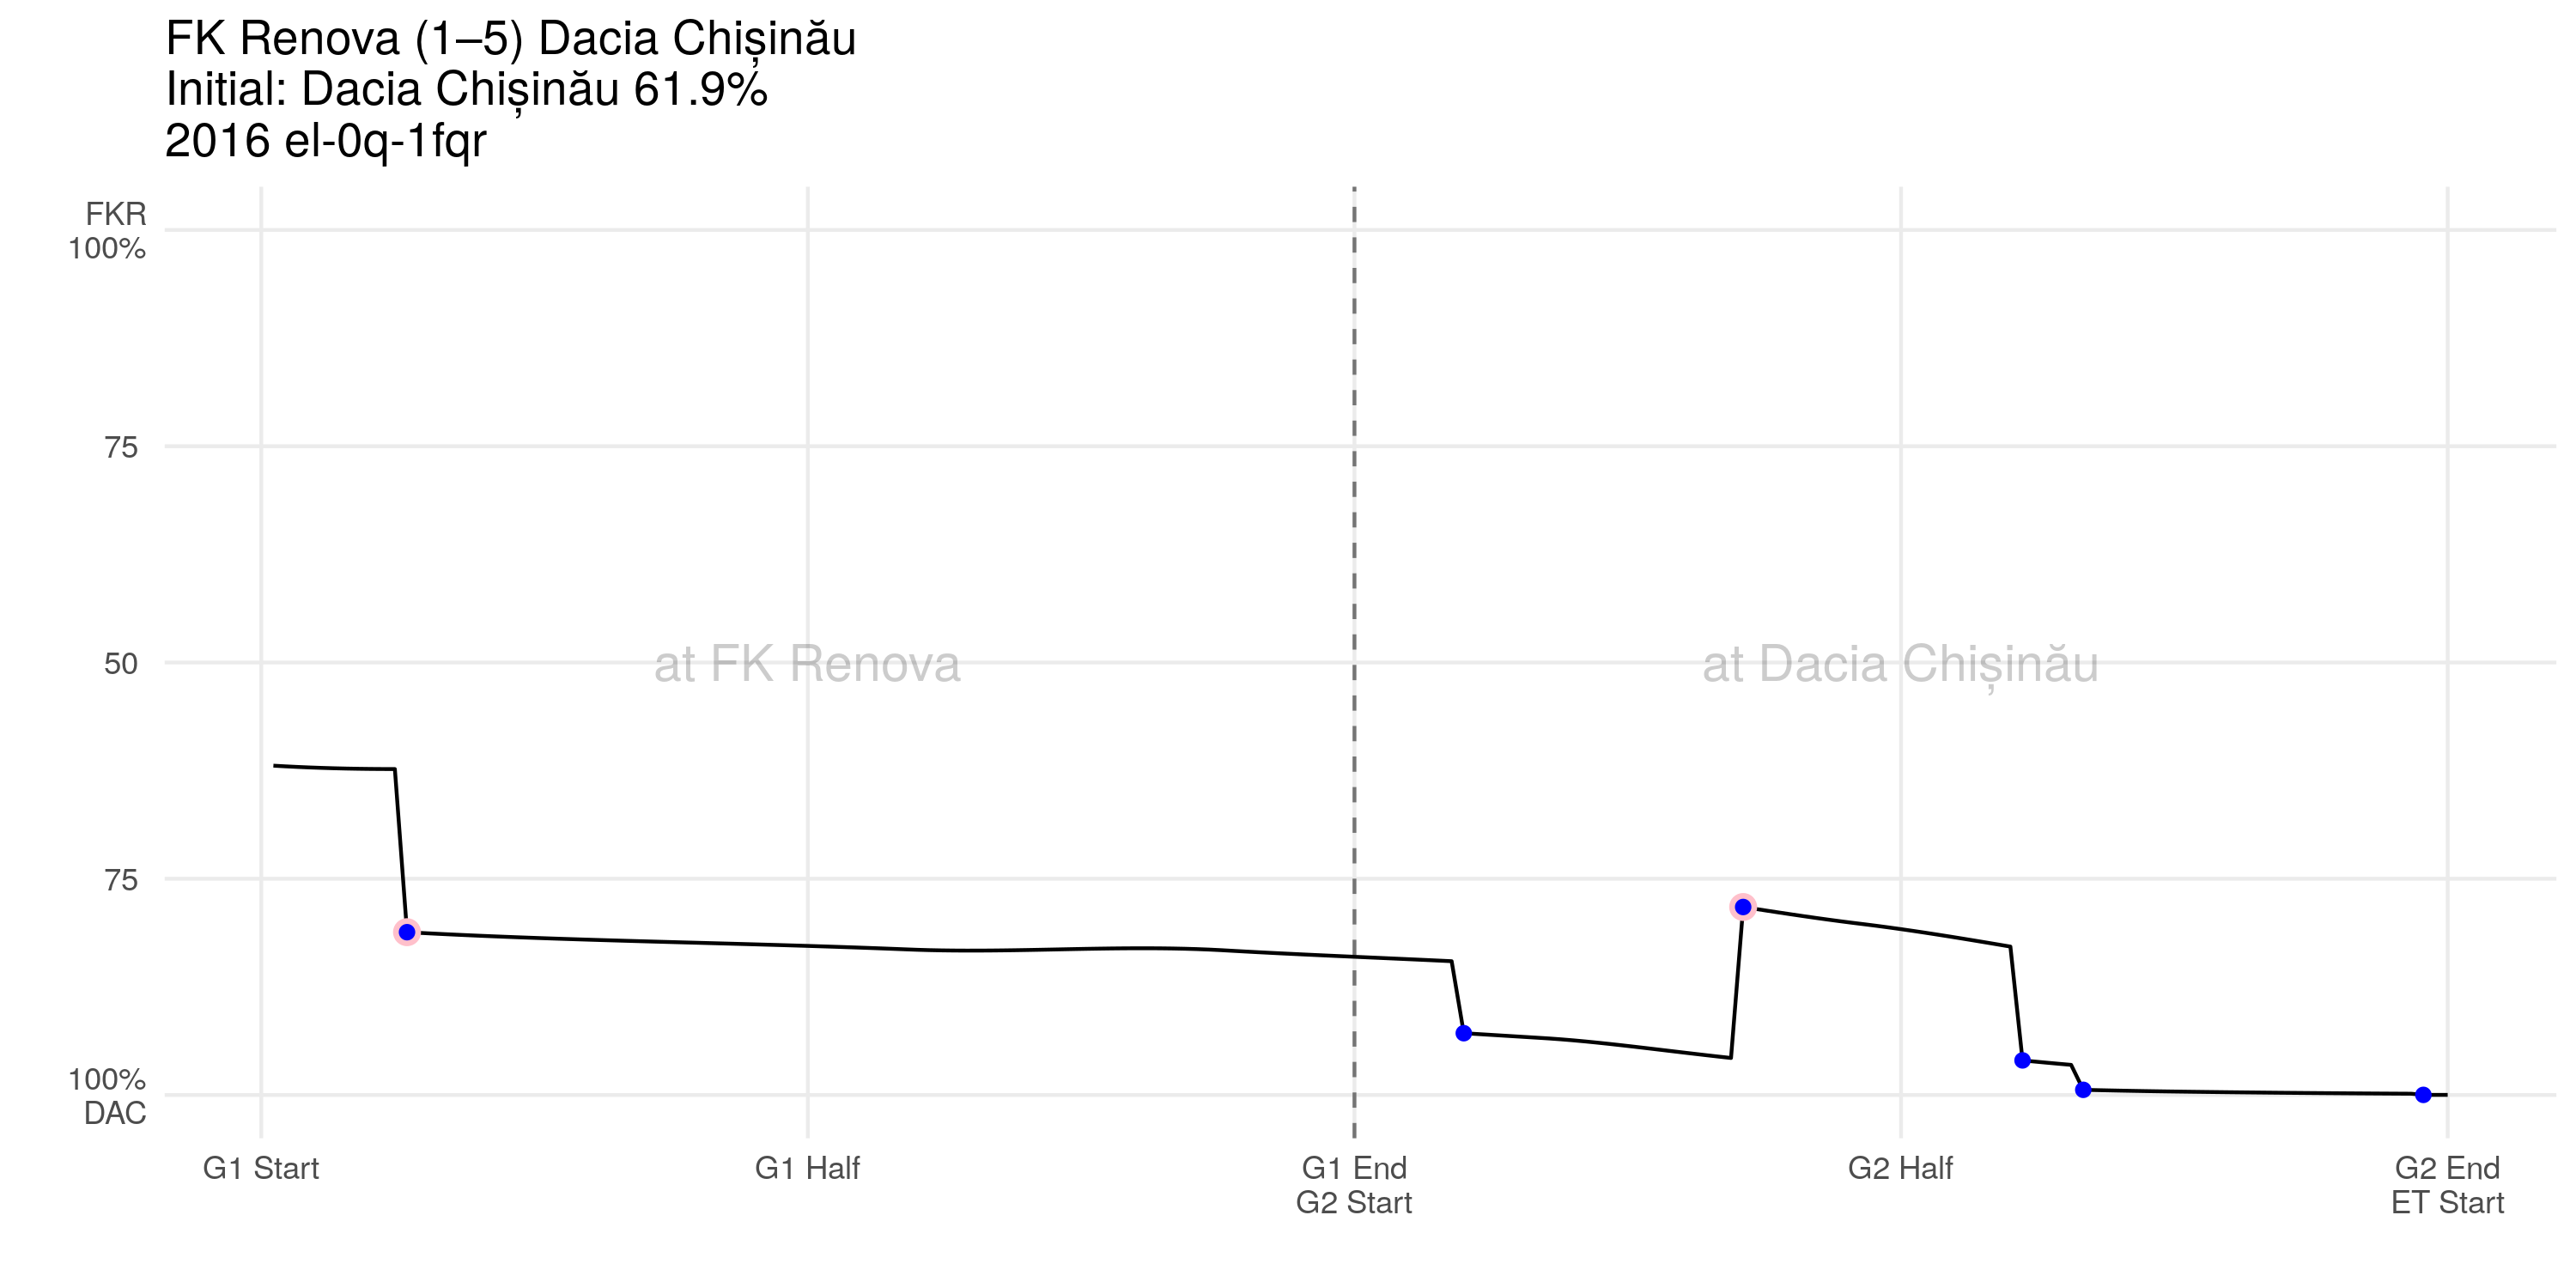 FK Renova (1–5) Dacia Chișinău
Initial: Dacia Chișinău 61.9%
2016 el-0q-1fqr
FKR
100%
75
50
75
100%
DAC
at FK Renova
at Dacia Chișinău
G1 Start
G1 Half
G1 End
G2 Start
G2 Half
G2 End
ET Start